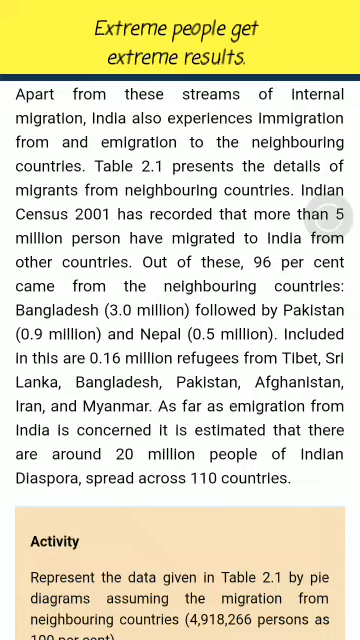 Extreme people get
extreme results.
Apart from these streams of internal
migration, India also experiences immigration
from and emigration to the neighbouring
countries. Table 2.1 presents the details of
migrants from neighbouring countries. Indian
Census 2001 has recorded that more than 5
million person have migrated to India from
other countries. Out of these, 96 per cent
came from the neighbouring countries:
Bangladesh (3.0 million) followed by Pakistan
(0.9 million) and Nepal (0.5 million). Included
in this are 0.16 million refugees from Tibet, Sri
Lanka, Bangladesh, Pakistan, Afghanistan,
Iran, and Myanmar. As far as emigration from
India is concerned it is estimated that there
are around 20 million people of Indian
Diaspora, spread across 110 countries.
Activity
Represent the data given in Table 2.1 by pie
diagrams assuming the migration from
neighbouring countries (4,918,266 persons as
100 per cent)